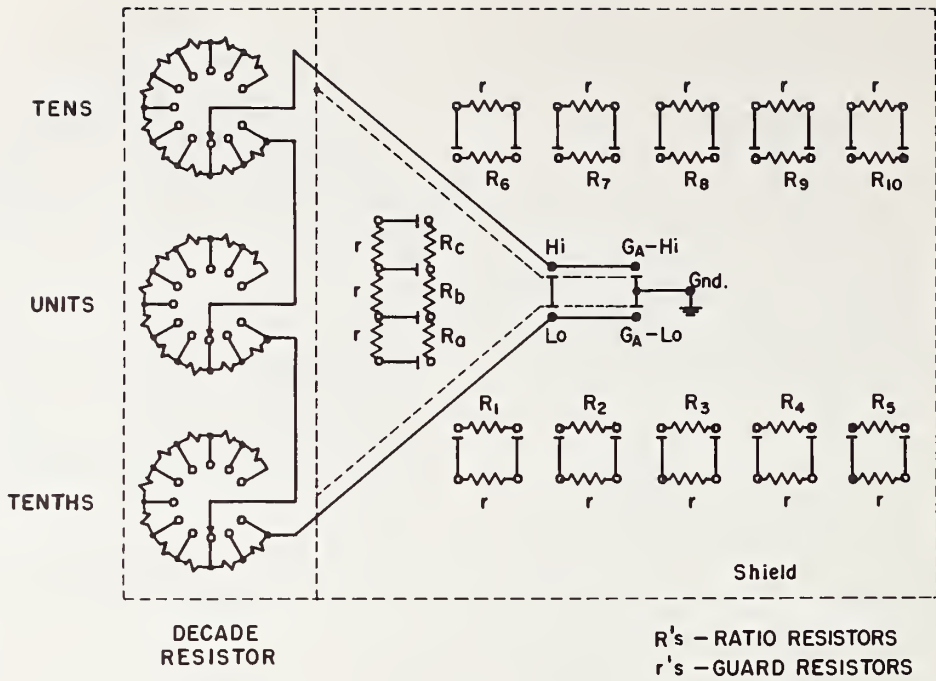 TENS
UNITS
TENTHS
r r r r r
R6 R7 R8 R9 R10
r Rc
r Rb
r Ra
Hi GA-Hi
Gnd.
Lo GA-Lo
R1 R2 R3 R4 R5
r r r r r
Shield
DECADE
RESISTOR
R's - RATIO RESISTORS
r's - GUARD RESISTORS